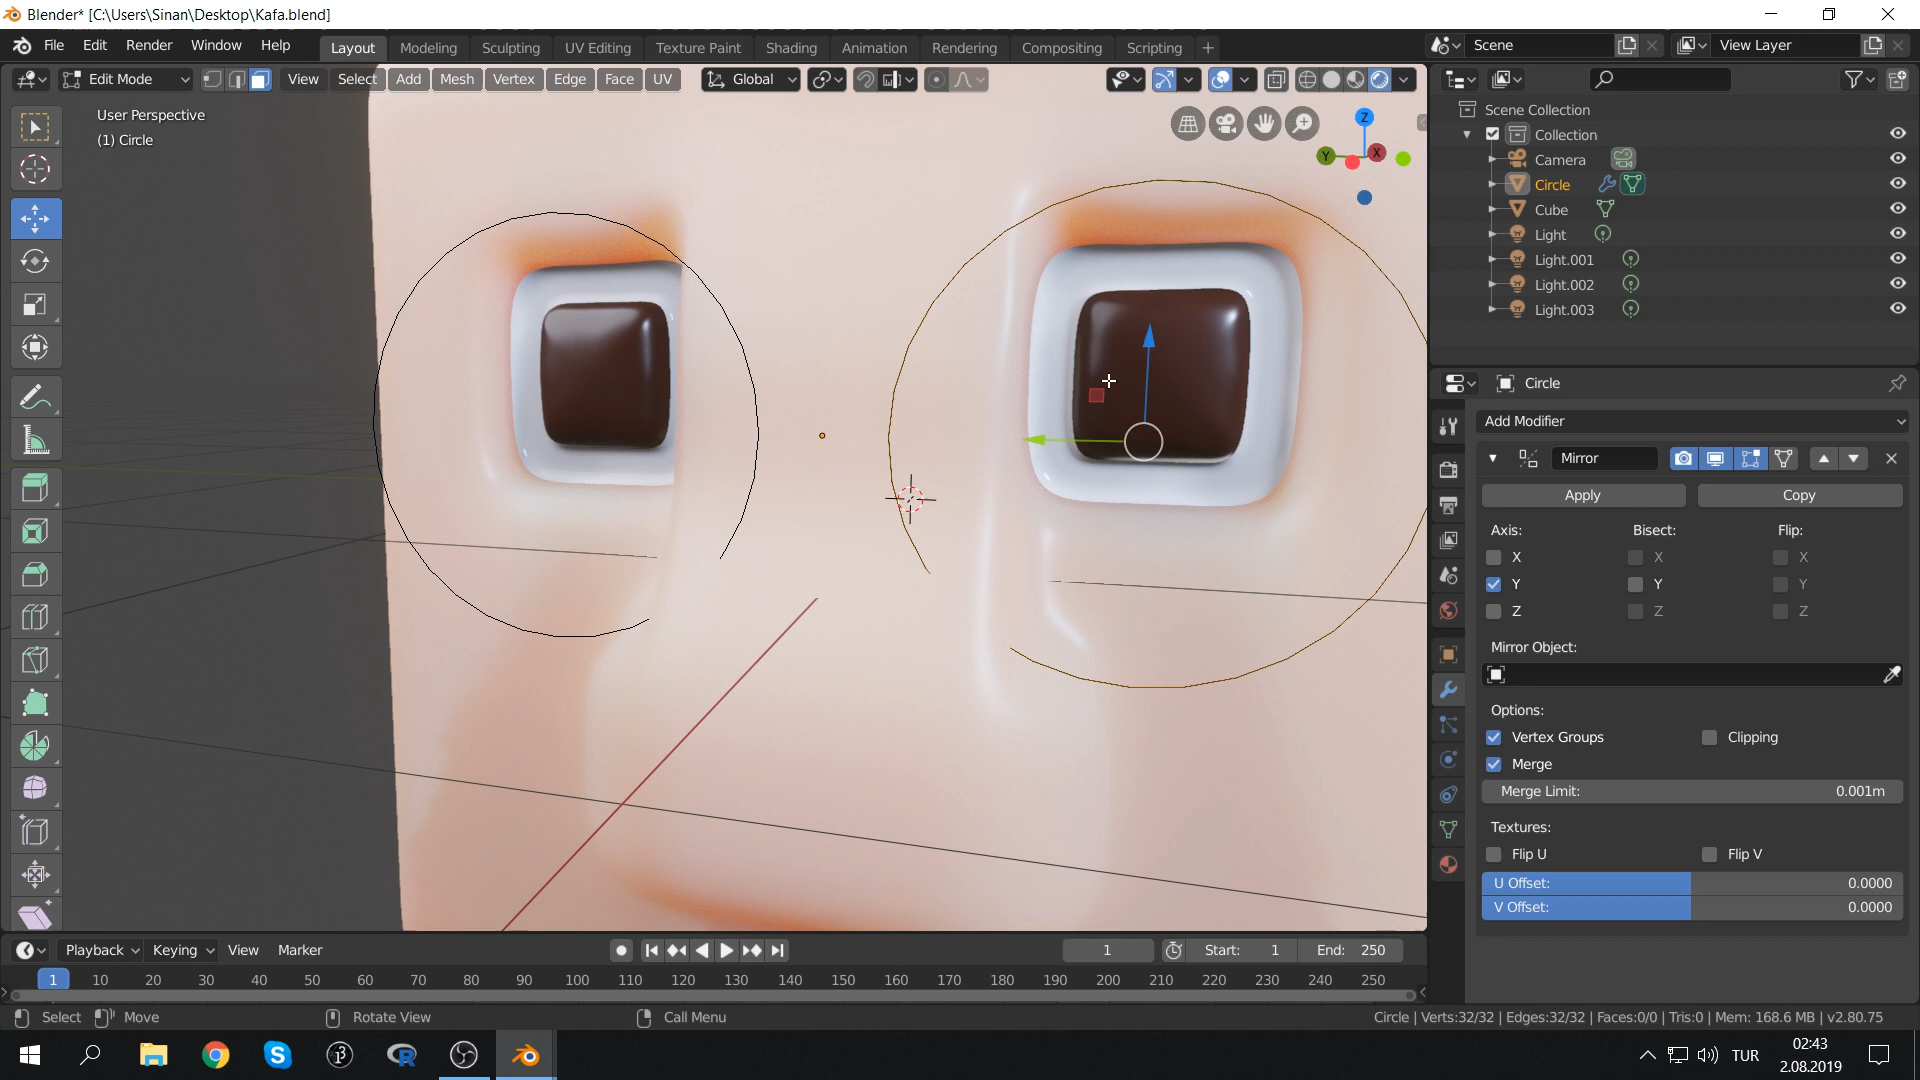 Blender* [C:\Users\Sinan\Desktop\Kafa.blend]
File Edit Render Window Help
Layout Modeling Sculpting UV Editing Texture Paint Shading Animation Rendering Compositing Scripting +
Scene
View Layer
Edit Mode
View Select Add Mesh Vertex Edge Face UV
Global
User Perspective
(1) Circle
Z
Y
X
Scene Collection
Collection
Camera
Circle
Cube
Light
Light.001
Light.002
Light.003
Circle
Add Modifier
Mirror
Apply Copy
Axis: Bisect: Flip:
X X X
Y Y Y
Z Z Z
Mirror Object:
Options:
Vertex Groups Clipping
Merge
Merge Limit: 0.001m
Textures:
Flip U Flip V
U Offset: 0.0000
V Offset: 0.0000
Playback Keying View Marker
1
Start: 1
End: 250
1 10 20 30 40 50 60 70 80 90 100 110 120 130 140 150 160 170 180 190 200 210 220 230 240 250
Select Move Rotate View Call Menu
Circle | Verts:32/32 | Edges:32/32 | Faces:0/0 | Tris:0 | Mem: 168.6 MB | v2.80.75
TUR
02:43
2.08.2019